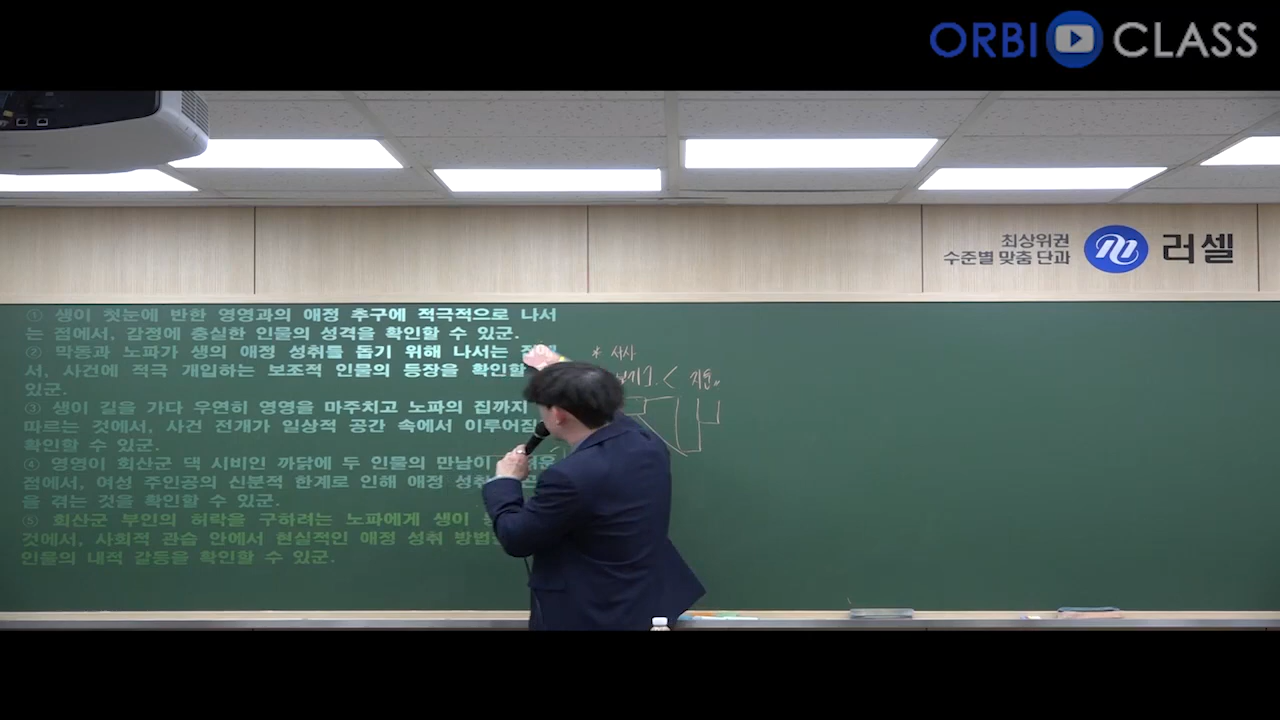 ORBI CLASS
최상위권
수준별 맞춤 단과
러셀
① 생이 첫눈에 반한 영영과의 애정 추구에 적극적으로 나서
는 점에서, 감정에 충실한 인물의 성격을 확인할 수 있군.
② 막동과 노파가 생의 애정 성취를 돕기 위해 나서는
서, 사건에 적극 개입하는 보조적 인물의 등장을 확인할
있군.
③ 생이 길을 가다 우연히 영영을 마주치고 노파의 집까지
따르는 것에서, 사건 전개가 일상적 공간 속에서
확인할 수 있군.
④ 영영이 회산군 댁 시비인 까닭에 두 인물의 만남이
점에서, 여성 주인공의 신분적 한계로 인해 애정
을 겪는 것을 확인할 수 있군.
⑤ 회산군 부인의 허락을 구하려는 노파에게 생이
것에서, 사회적 관습 안에서 현실적인 애정 성취
인물의 내적 갈등을 확인할 수 있군.
* 서사